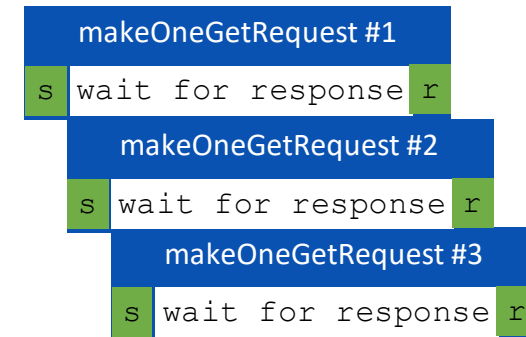 makeOneGetRequest #1
s wait for response r
makeOneGetRequest #2
s wait for response r
makeOneGetRequest #3
s wait for response r